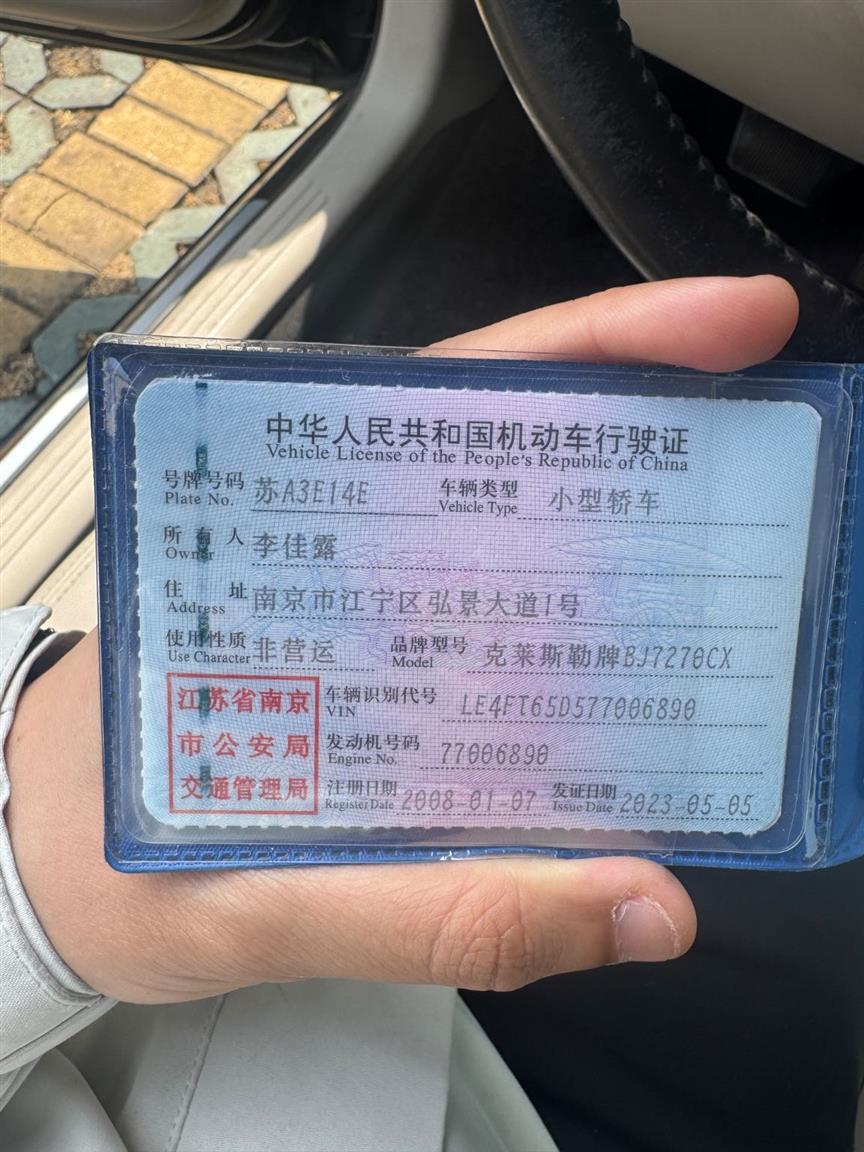 中华人民共和国机动车行驶证
Vehicle License of the People's Republic of China
号牌号码 苏A3E14E 车辆类型 小型轿车
Plate No. Vehicle Type
所有人 李佳露
Owner
住址 南京市江宁区弘景大道1号
Address
使用性质 非营运 品牌型号 克莱斯勒牌BJ7270CX
Use Character Model
江苏省南京
市公安局
交通管理局
车辆识别代号 LE4FT65D577006890
VIN
发动机号码 77006890
Engine No.
注册日期 2008-01-07 发证日期 2023-05-05
Register Date Issue Date